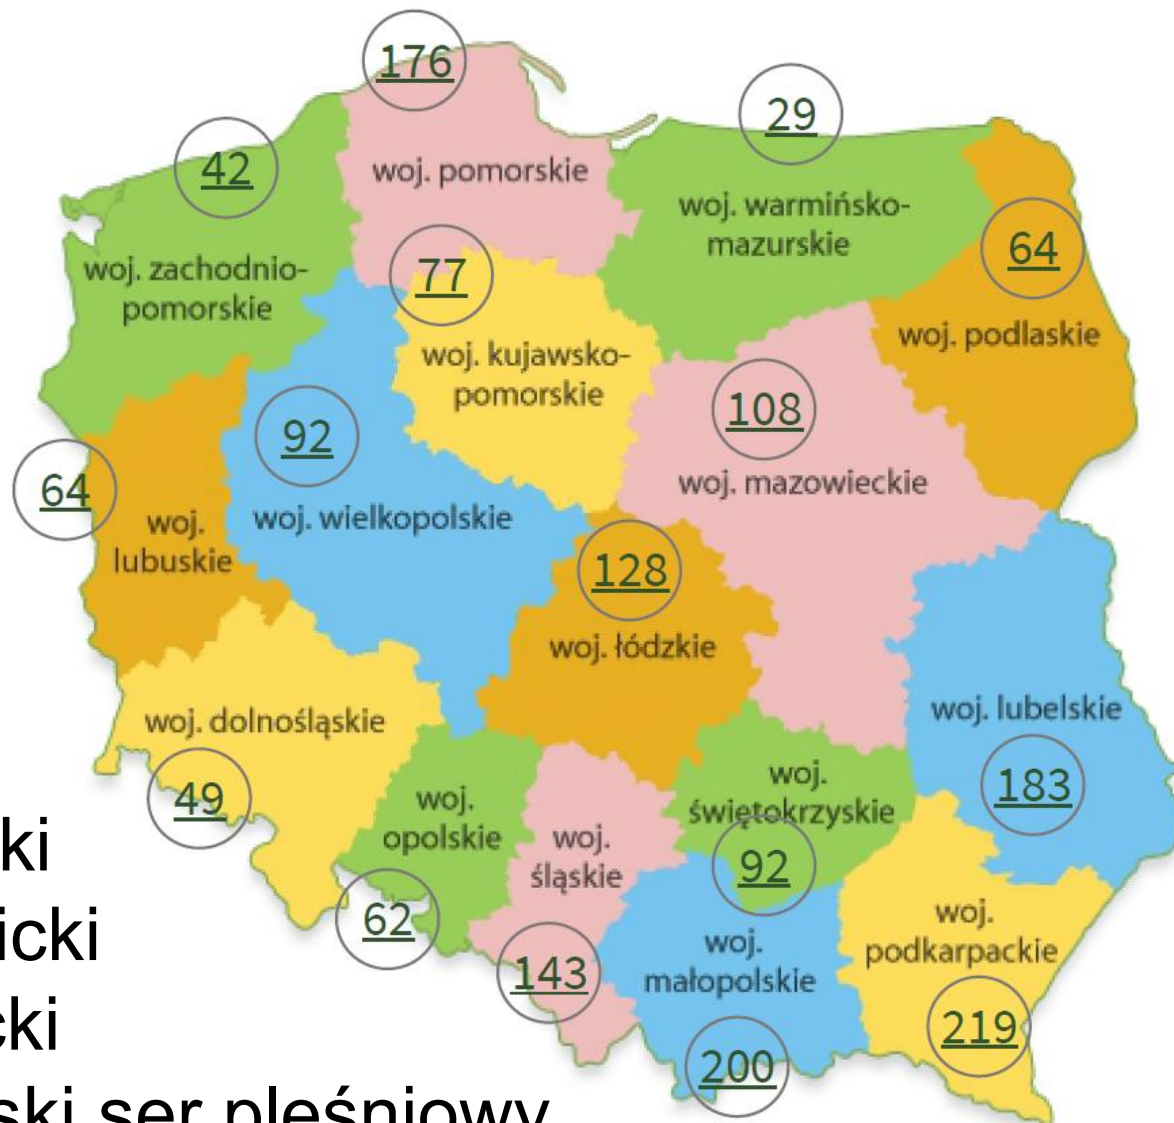 176
29
42
woj. pomorskie
woj. warmińsko-
mazurskie
64
woj. zachodnio-
pomorskie
77
woj. podlaskie
woj. kujawsko-
pomorskie
108
92
woj. mazowieckie
64
woj. wielkopolskie
woj.
lubuskie
128
woj. łódzkie
woj. lubelskie
woj. dolnośląskie
183
49
woj.
opolskie
woj.
śląskie
woj.
świętokrzyskie
92
62
woj.
podkarpackie
woj.
małopolskie
143
219
200
ki
icki
cki
ski ser pleśniowy